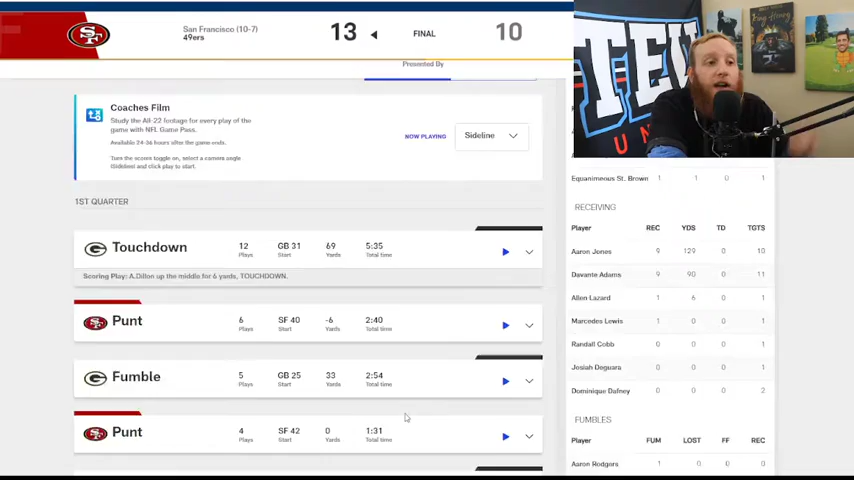 San Francisco (10-7)
49ers
13
FINAL
10
Presented By
Coaches Film
Study the All-22 footage for every play of the
game with NFL Game Pass.
Available 24-36 hours after the game ends.
Turn the scores toggle on, select a camera angle
(Sideline) and click play to start.
NOW PLAYING
Sideline
1ST QUARTER
Touchdown
12
Plays
GB 31
Start
69
Yards
5:35
Total time
Scoring Play: A.Dillon up the middle for 6 yards, TOUCHDOWN.
Punt
6
Plays
SF 40
Start
-6
Yards
2:40
Total time
Fumble
5
Plays
GB 25
Start
33
Yards
2:54
Total time
Punt
4
Plays
SF 42
Start
0
Yards
1:31
Total time
Equanimeous St. Brown 1 1 0 1
RECEIVING
Player REC YDS TD TGTS
Aaron Jones 9 129 0 10
Davante Adams 9 90 0 11
Allen Lazard 1 6 0 1
Marcedes Lewis 1 0 0 1
Randall Cobb 0 0 0 1
Josiah Deguara 0 0 0 1
Dominique Dafney 0 0 0 2
FUMBLES
Player FUM LOST FF REC
Aaron Rodgers 1 0 0 0